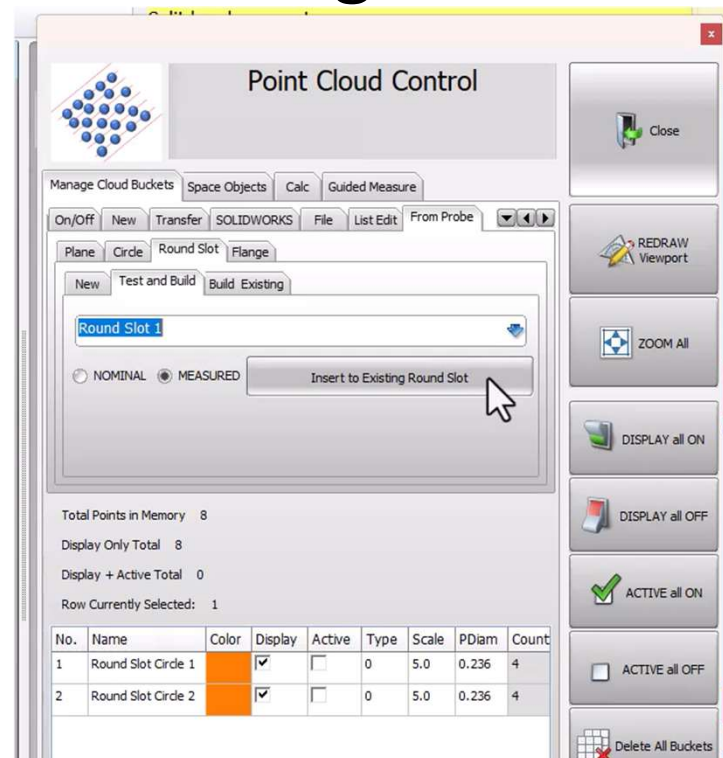 Point Cloud Control
Close
Manage Cloud Buckets Space Objects Calc Guided Measure
On/Off New Transfer SOLIDWORKS File List Edit From Probe
Plane Circle Round Slot Flange
New Test and Build Build Existing
Round Slot 1
NOMINAL MEASURED Insert to Existing Round Slot
REDRAW
Viewport
ZOOM All
DISPLAY all ON
DISPLAY all OFF
ACTIVE all ON
ACTIVE all OFF
Delete All Buckets
Total Points in Memory 8
Display Only Total 8
Display + Active Total 0
Row Currently Selected: 1
No. Name Color Display Active Type Scale PDiam Count
1 Round Slot Circle 1 0 5.0 0.236 4
2 Round Slot Circle 2 0 5.0 0.236 4